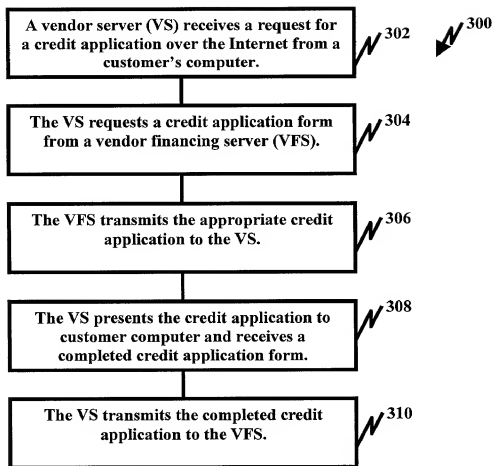 A vendor server (VS) receives a request for
a credit application over the Internet from a
customer's computer.
302
300
The VS requests a credit application form
from a vendor financing server (VFS).
304
The VFS transmits the appropriate credit
application to the VS.
306
The VS presents the credit application to
customer computer and receives a
completed credit application form.
308
The VS transmits the completed credit
application to the VFS.
310